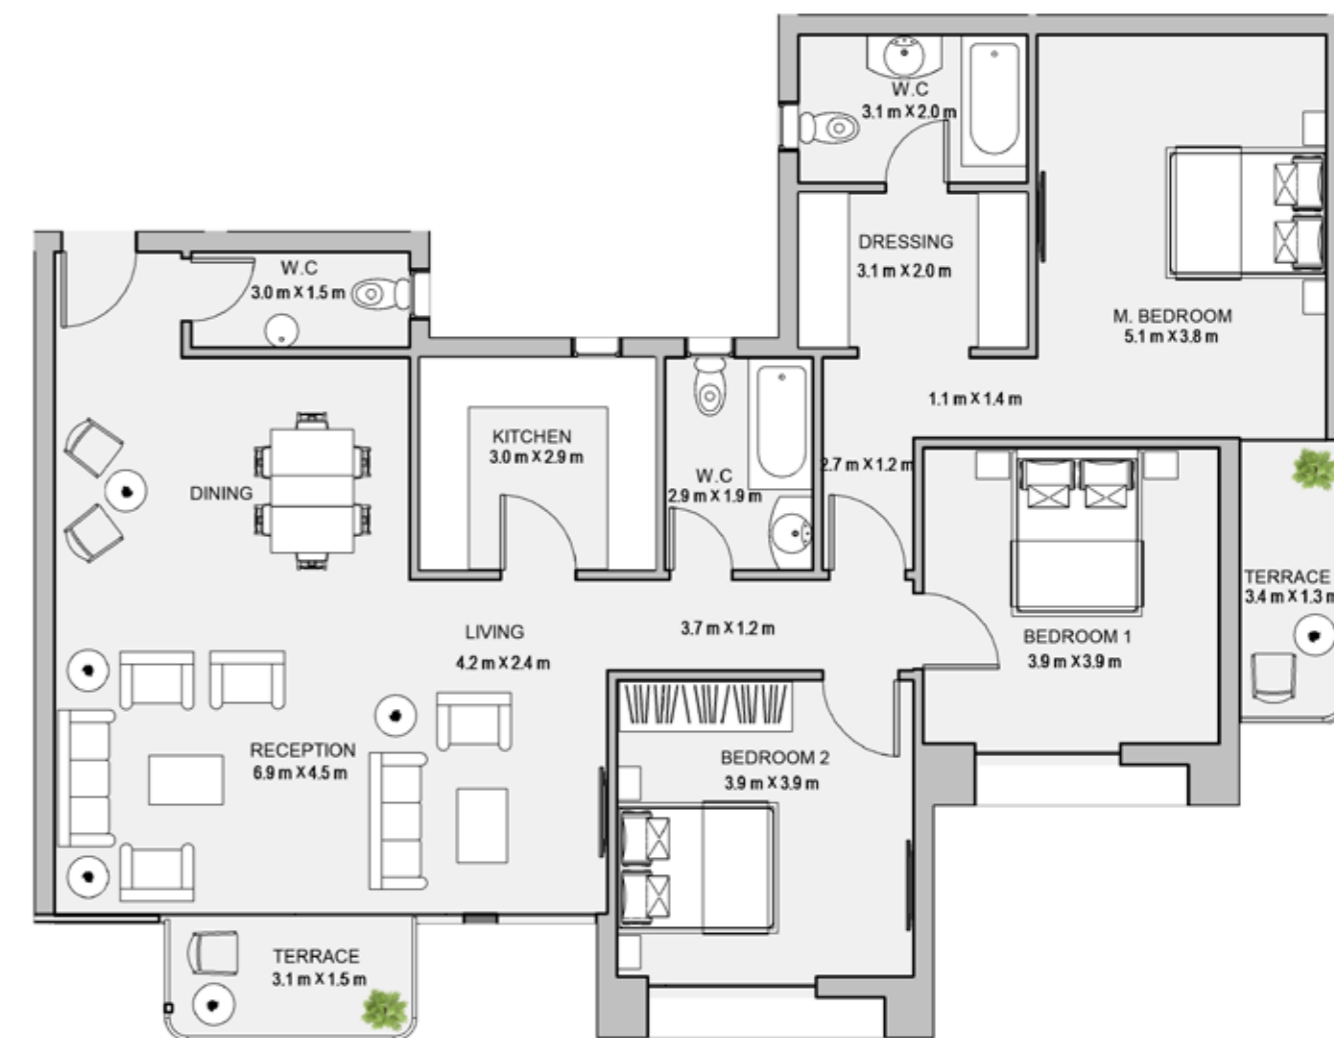 W.C
3.1 m X 2.0 m
DRESSING
3.1 m X 2.0 m
M. BEDROOM
5.1 m X 3.8 m
W.C
3.0 m X 1.5 m
1.1 m X 1.4 m
KITCHEN
3.0 m X 2.9 m
2.7 m X 1.2 m
W.C
2.9 m X 1.9 m
DINING
TERRACE
3.4 m X 1.3 m
LIVING
4.2 m X 2.4 m
3.7 m X 1.2 m
BEDROOM 1
3.9 m X 3.9 m
RECEPTION
6.9 m X 4.5 m
BEDROOM 2
3.9 m X 3.9 m
TERRACE
3.1 m X 1.5 m